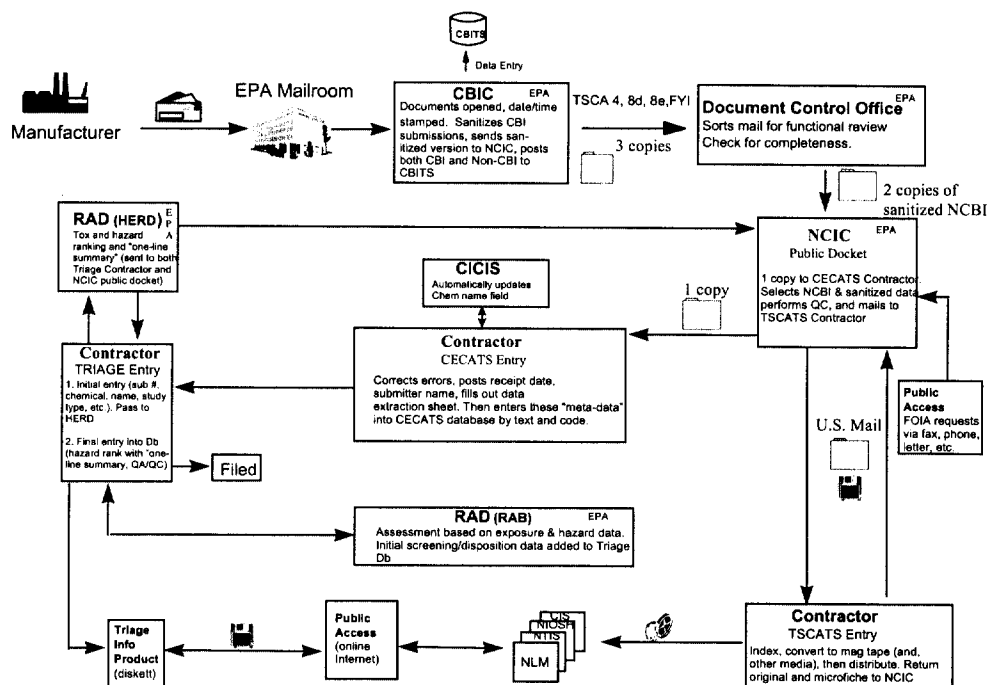 CBITS
Data Entry
EPA Mailroom
Manufacturer
CBIC EPA
Documents opened, date/time
stamped. Sanitizes CBI
submissions, sends san-
itized version to NCIC, posts
both CBI and Non-CBI to
CBITS
TSCA 4, 8d, 8e,FYI
3 copies
EPA
Document Control Office
Sorts mail for functional review
Check for completeness.
2 copies of
sanitized NCBI
RAD (HERD) EPA
Tox and hazard
ranking and "one-line
summary" (sent to both
Triage Contractor and
NCIC public docket)
NCIC EPA
Public Docket
1 copy to CECATS Contractor.
Selects NCBI & sanitized data
performs QC, and mails to
TSCATS Contractor
CICIS
Automatically updates
Chem name field
1 copy
Contractor
CECATS Entry
Corrects errors, posts receipt date,
submitter name, fills out data
extraction sheet. Then enters these "meta-data"
into CECATS database by text and code.
Contractor
TRIAGE Entry
1. Initial entry (sub #,
chemical, name, study
type, etc.). Pass to
HERD
2. Final entry into Db
(hazard rank with "one-
line summary, QA/QC)
Filed
Public
Access
FOIA requests
via fax, phone,
letter, etc.
U.S. Mail
RAD (RAB) EPA
Assessment based on exposure & hazard data.
Initial screening/disposition data added to Triage
Db
Triage
Info
Product
(diskett)
Public
Access
(online
Internet)
CIS
NIOSH
NTIS
NLM
Contractor
TSCATS Entry
Index, convert to mag tape (and,
other media), then distribute. Return
original and microfiche to NCIC